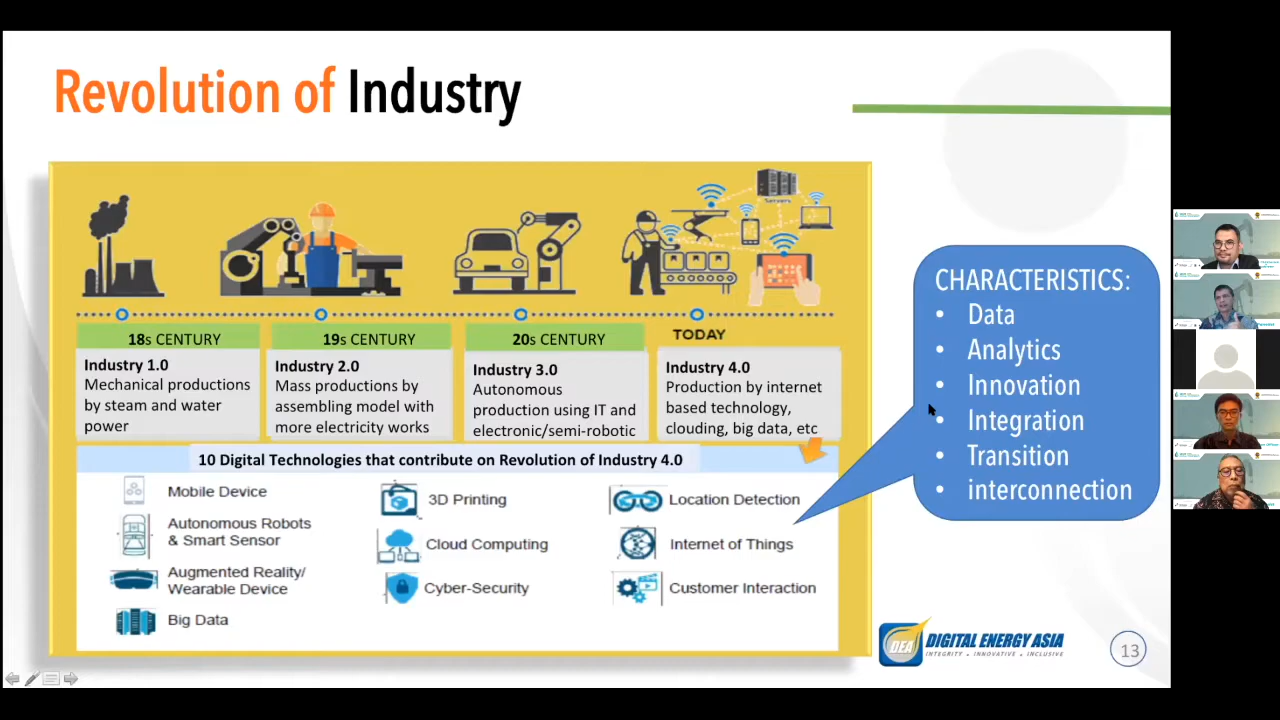 Revolution of Industry
Servers
18s CENTURY
19s CENTURY
20s CENTURY
TODAY
Industry 1.0
Mechanical productions
by steam and water
power
Industry 2.0
Mass productions by
assembling model with
more electricity works
Industry 3.0
Autonomous
production using IT and
electronic/semi-robotic
Industry 4.0
Production by internet
based technology,
clouding, big data, etc
10 Digital Technologies that contribute on Revolution of Industry 4.0
Mobile Device
Autonomous Robots
& Smart Sensor
Augmented Reality/
Wearable Device
Big Data
3D Printing
Cloud Computing
Cyber-Security
Location Detection
Internet of Things
Customer Interaction
CHARACTERISTICS:
• Data
• Analytics
• Innovation
• Integration
• Transition
• interconnection
DEA
DIGITAL ENERGY ASIA
INTEGRITY • INNOVATIVE • INCLUSIVE
13